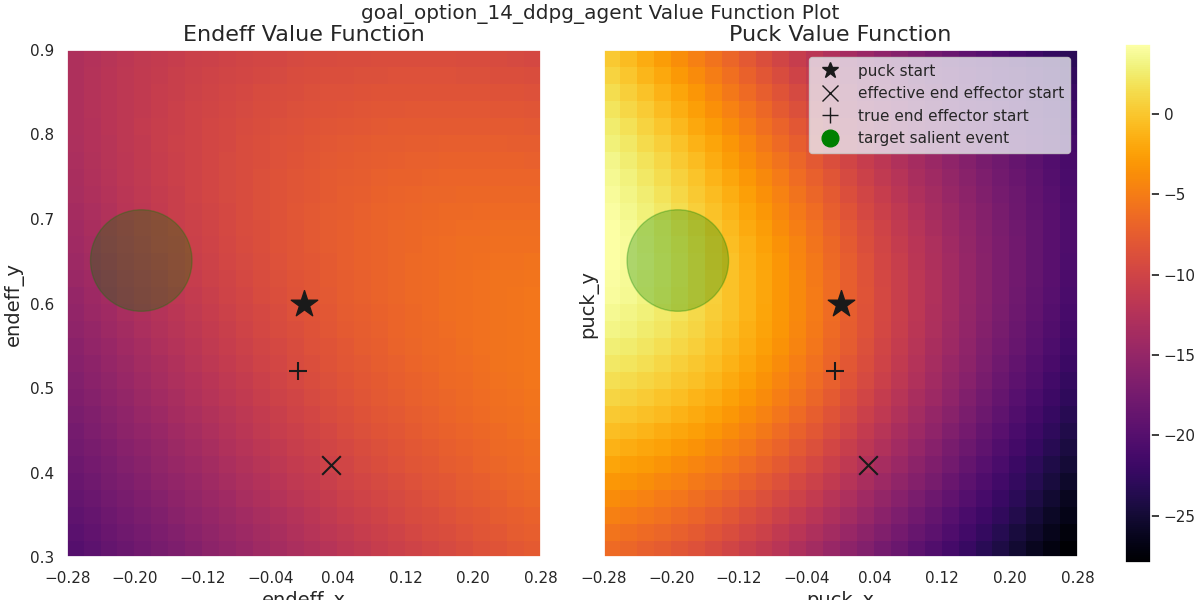 goal_option_14_ddpg_agent Value Function Plot
Endeff Value Function
Puck Value Function
puck start
effective end effector start
true end effector start
target salient event
0.9
0.8
0.7
0.6
0.5
0.4
0.3
endeff_y
−0.28 −0.20 −0.12 −0.04 0.04 0.12 0.20 0.28
endeff_x
puck_y
−0.28 −0.20 −0.12 −0.04 0.04 0.12 0.20 0.28
puck_x
0
−5
−10
−15
−20
−25